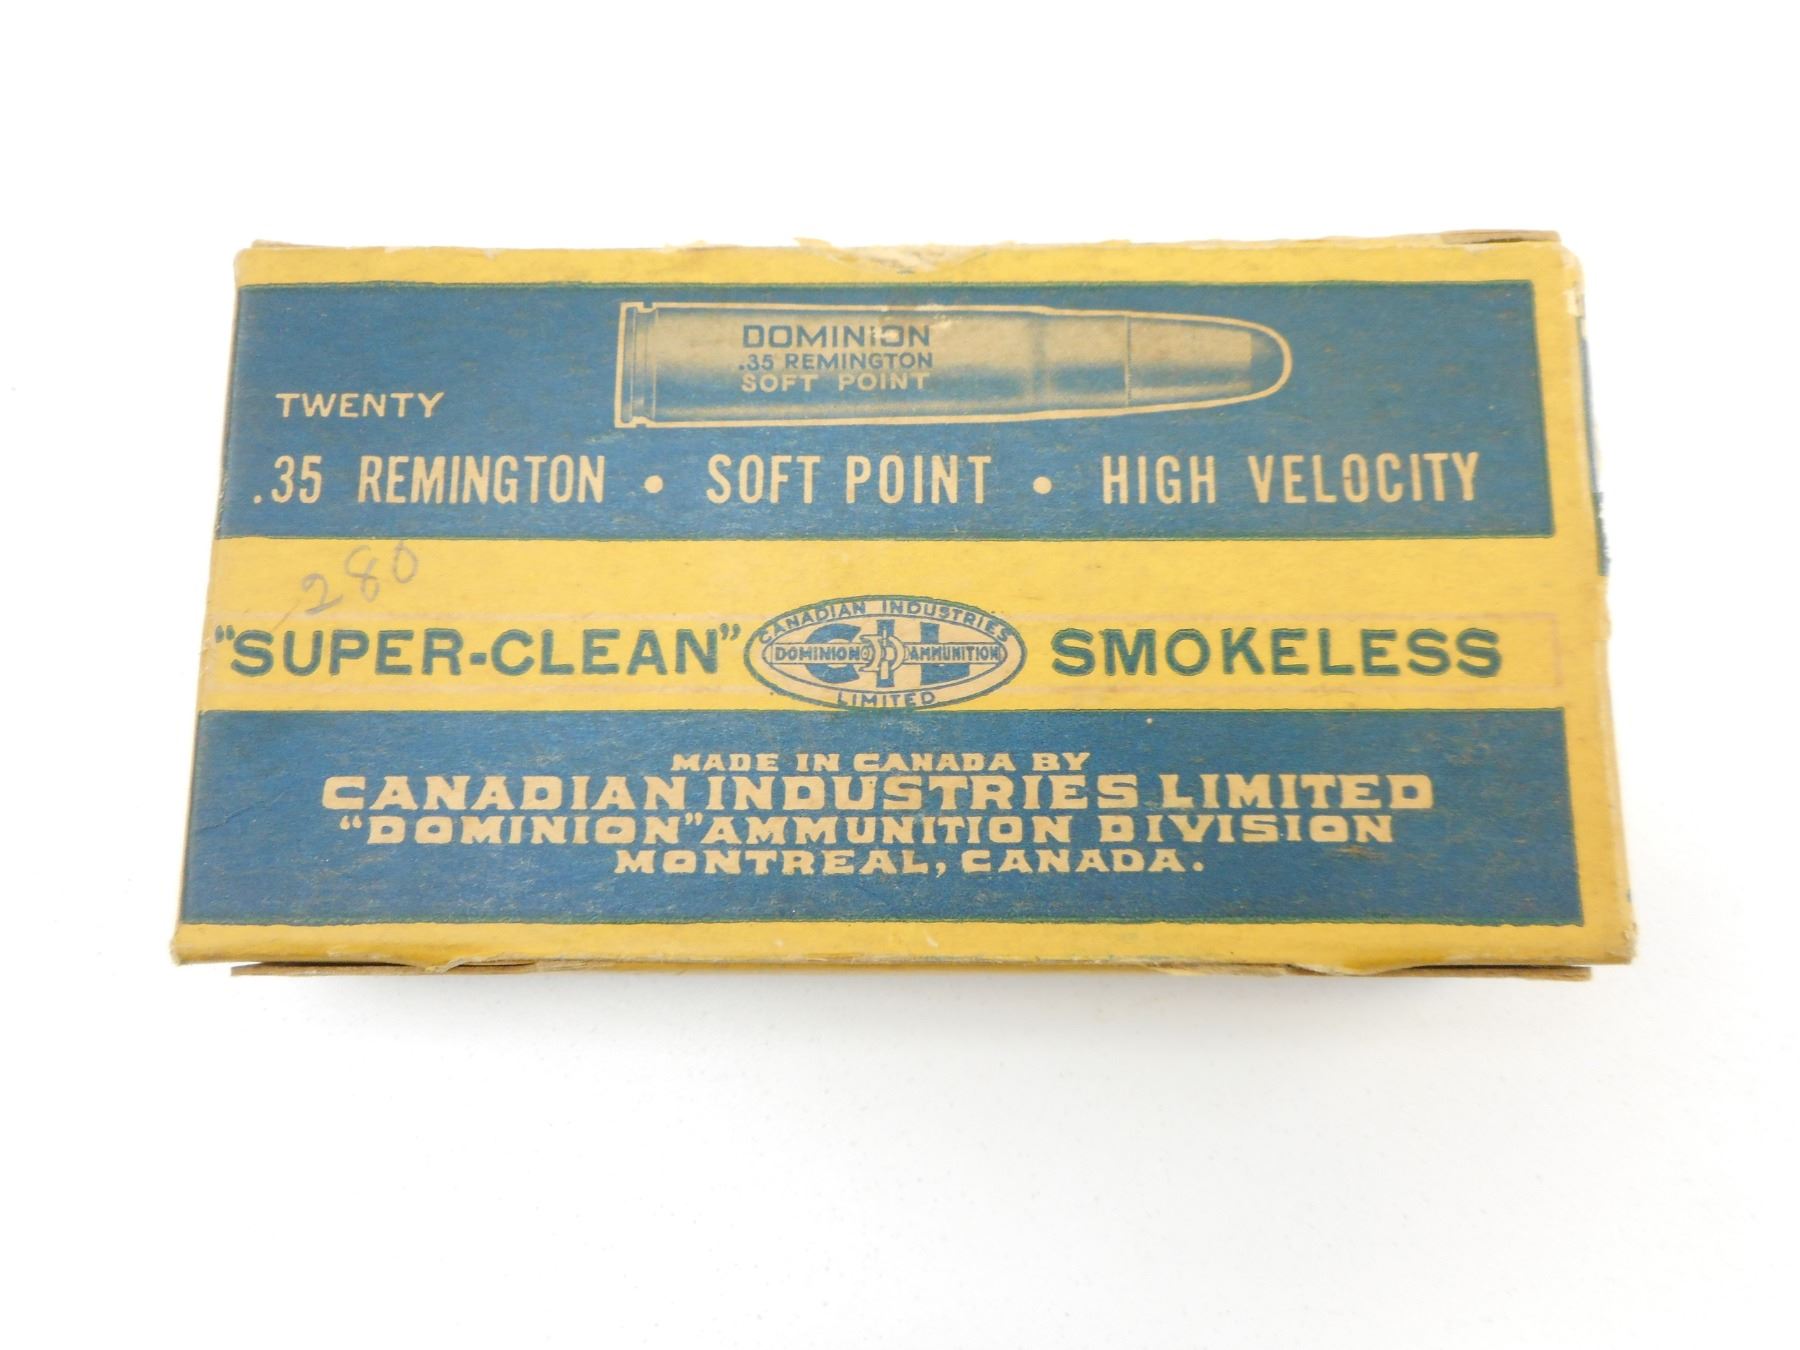 DOMINION
.35 REMINGTON
SOFT POINT
TWENTY
.35 REMINGTON • SOFT POINT • HIGH VELOCITY
280
"SUPER-CLEAN" SMOKELESS
CANADIAN INDUSTRIES
CIL
DOMINION AMMUNITION
LIMITED
MADE IN CANADA BY
CANADIAN INDUSTRIES LIMITED
"DOMINION" AMMUNITION DIVISION
MONTREAL, CANADA.